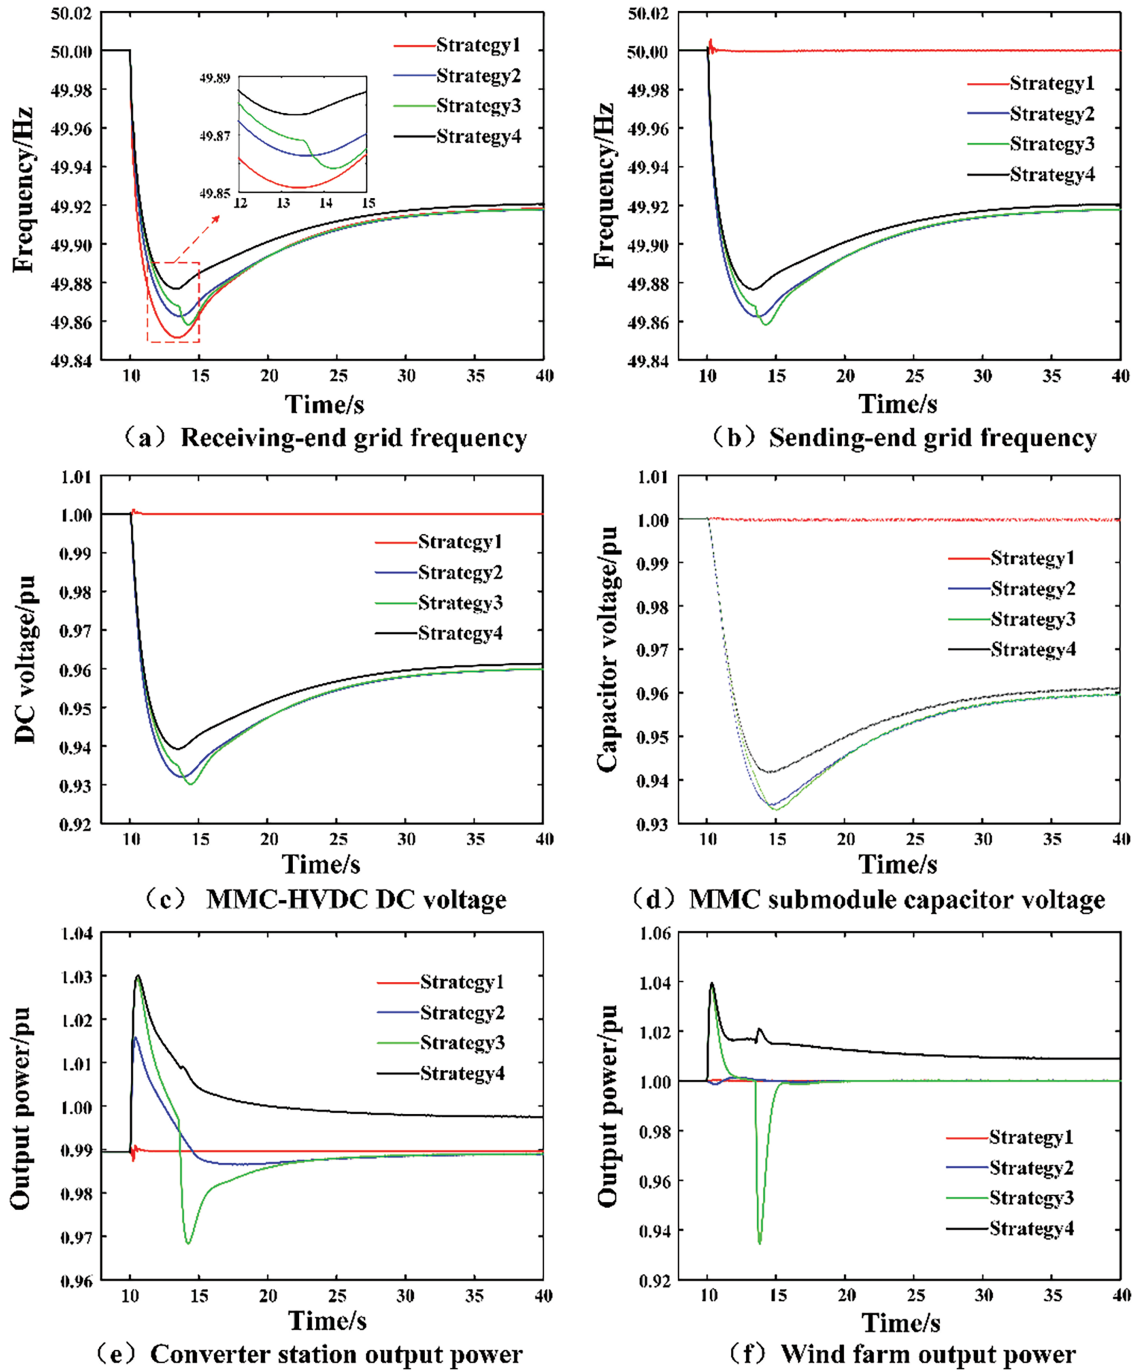 50.02
50.00
49.98
49.96
49.94
49.92
49.90
49.88
49.86
49.84
Frequency/Hz
Strategy1
Strategy2
Strategy3
Strategy4
49.89
49.87
49.85
12 13 14 15
10 15 20 25 30 35 40
Time/s
（a）Receiving-end grid frequency
50.02
50.00
49.98
49.96
49.94
49.92
49.90
49.88
49.86
49.84
Frequency/Hz
Strategy1
Strategy2
Strategy3
Strategy4
10 15 20 25 30 35 40
Time/s
（b）Sending-end grid frequency
1.01
1.00
0.99
0.98
0.97
0.96
0.95
0.94
0.93
0.92
DC voltage/pu
Strategy1
Strategy2
Strategy3
Strategy4
10 15 20 25 30 35 40
Time/s
（c） MMC-HVDC DC voltage
1.01
1.00
0.99
0.98
0.97
0.96
0.95
0.94
0.93
Capacitor voltage/pu
Strategy1
Strategy2
Strategy3
Strategy4
10 15 20 25 30 35 40
Time/s
（d）MMC submodule capacitor voltage
1.04
1.03
1.02
1.01
1.00
0.99
0.98
0.97
0.96
Output power/pu
Strategy1
Strategy2
Strategy3
Strategy4
10 15 20 25 30 35 40
Time/s
（e）Converter station output power
1.06
1.04
1.02
1.00
0.98
0.96
0.94
0.92
Output power/pu
Strategy1
Strategy2
Strategy3
Strategy4
10 15 20 25 30 35 40
Time/s
（f） Wind farm output power